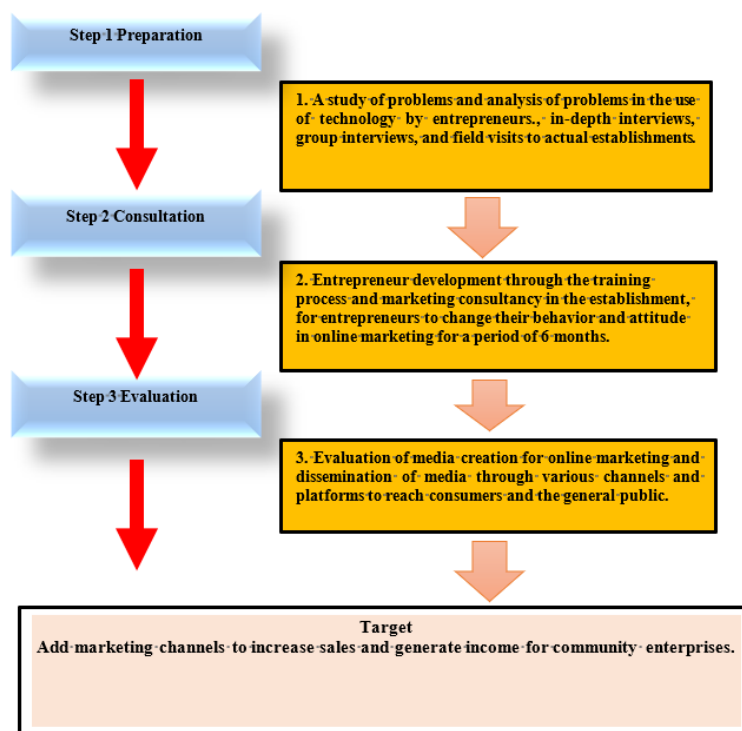 Step 1 Preparation
1. A study of problems and analysis of problems in the use
of technology by entrepreneurs., in-depth interviews,
group interviews, and field visits to actual establishments.
Step 2 Consultation
2. Entrepreneur development through the training
process and marketing consultancy in the establishment,
for entrepreneurs to change their behavior and attitude
in online marketing for a period of 6 months.
Step 3 Evaluation
3. Evaluation of media creation for online marketing and
dissemination of media through various channels and
platforms to reach consumers and the general public.
Target
Add marketing channels to increase sales and generate income for community enterprises.